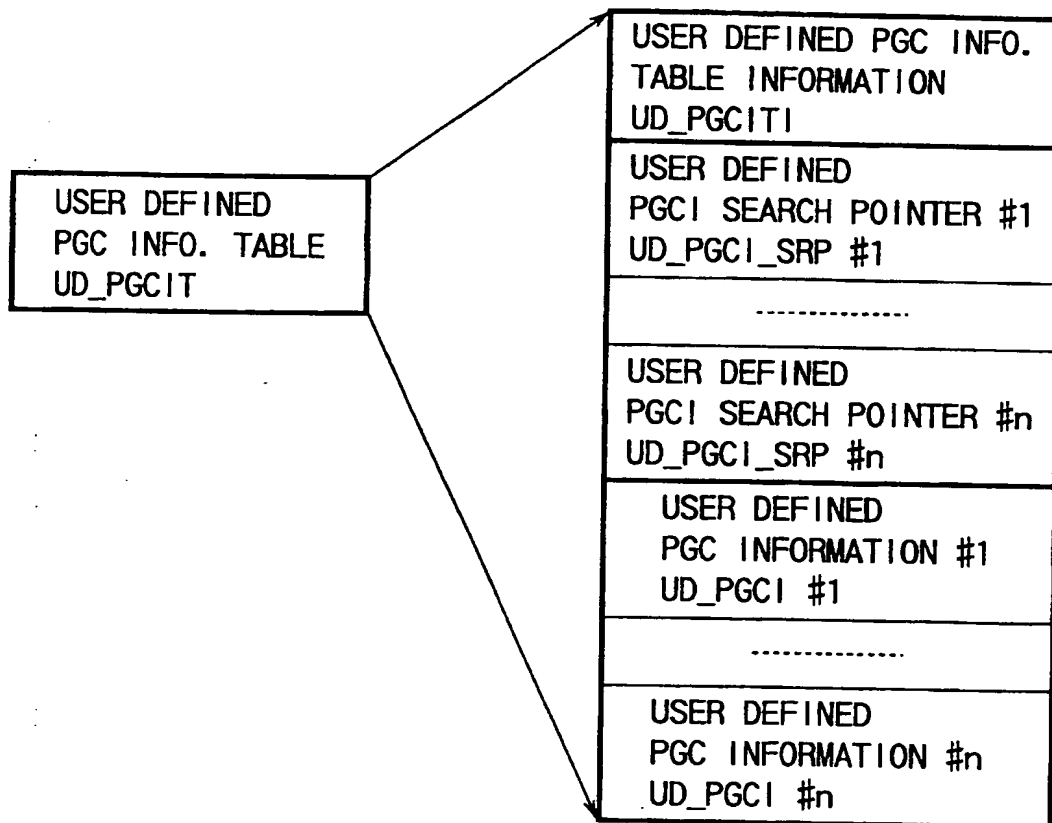 USER DEFINED
PGC INFO. TABLE
UD_PGCIT
USER DEFINED PGC INFO.
TABLE INFORMATION
UD_PGCITI
USER DEFINED
PGCI SEARCH POINTER #1
UD_PGCI_SRP #1
---------------
USER DEFINED
PGCI SEARCH POINTER #n
UD_PGCI_SRP #n
USER DEFINED
PGC INFORMATION #1
UD_PGCI #1
---------------
USER DEFINED
PGC INFORMATION #n
UD_PGCI #n